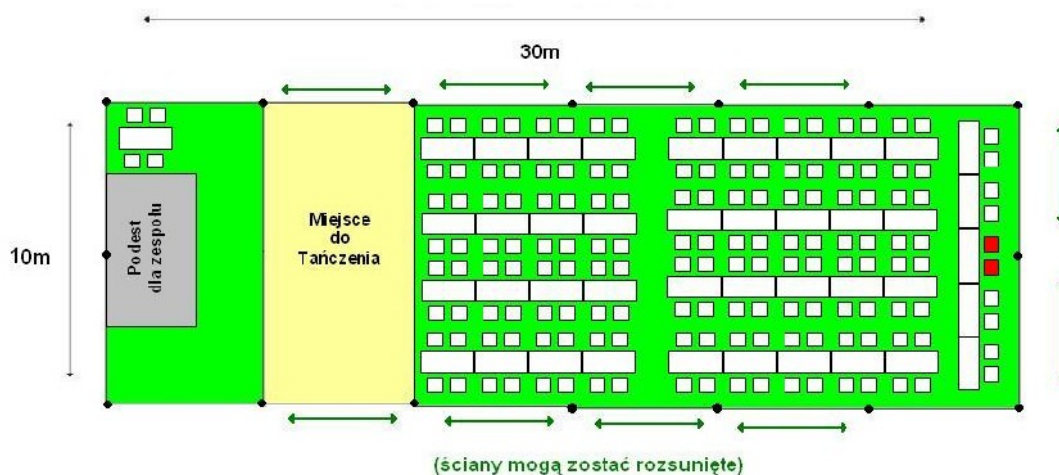 30m
10m
Podest
dla zespołu
Miejsce
do
Tańczenia
(ściany mogą zostać rozsunięte)